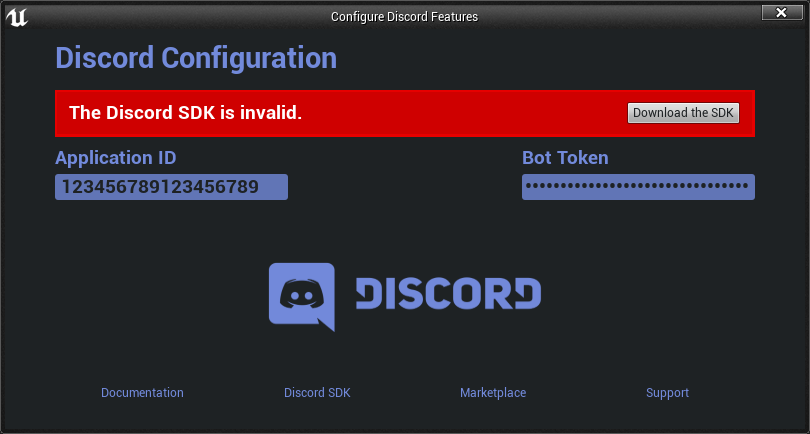 Configure Discord Features
Discord Configuration
The Discord SDK is invalid.
Download the SDK
Application ID
Bot Token
123456789123456789
••••••••••••••••••••••••••••••••
DISCORD
Documentation
Discord SDK
Marketplace
Support